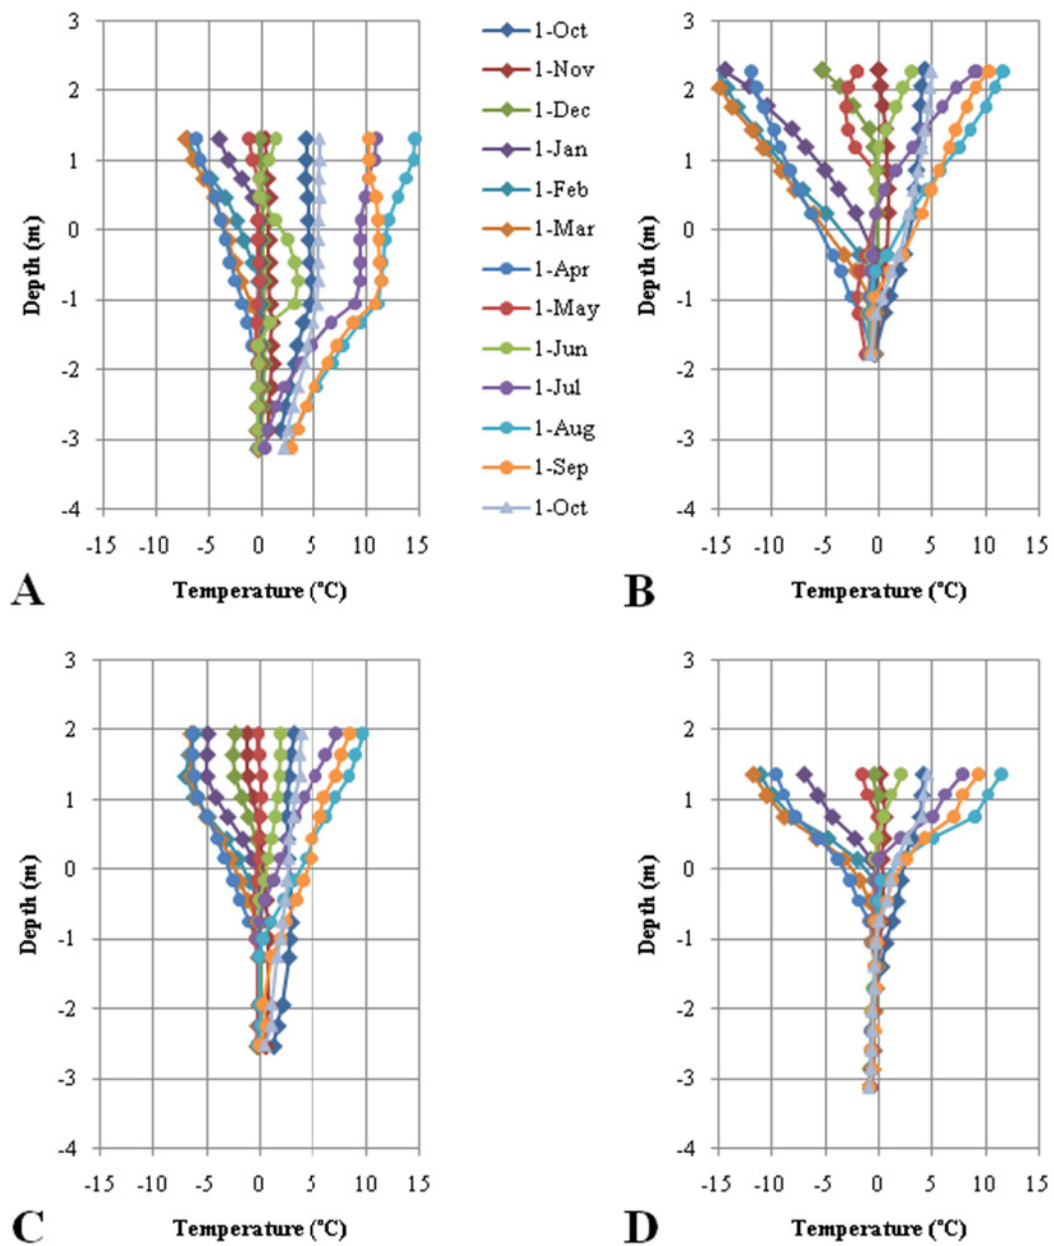 3
2
1
0
-1
-2
-3
-4
Depth (m)
-15 -10 -5 0 5 10 15
Temperature (°C)
A
1-Oct
1-Nov
1-Dec
1-Jan
1-Feb
1-Mar
1-Apr
1-May
1-Jun
1-Jul
1-Aug
1-Sep
1-Oct
3
2
1
0
-1
-2
-3
-4
Depth (m)
-15 -10 -5 0 5 10 15
Temperature (°C)
B
3
2
1
0
-1
-2
-3
-4
Depth (m)
-15 -10 -5 0 5 10 15
Temperature (°C)
C
3
2
1
0
-1
-2
-3
-4
Depth (m)
-15 -10 -5 0 5 10 15
Temperature (°C)
D